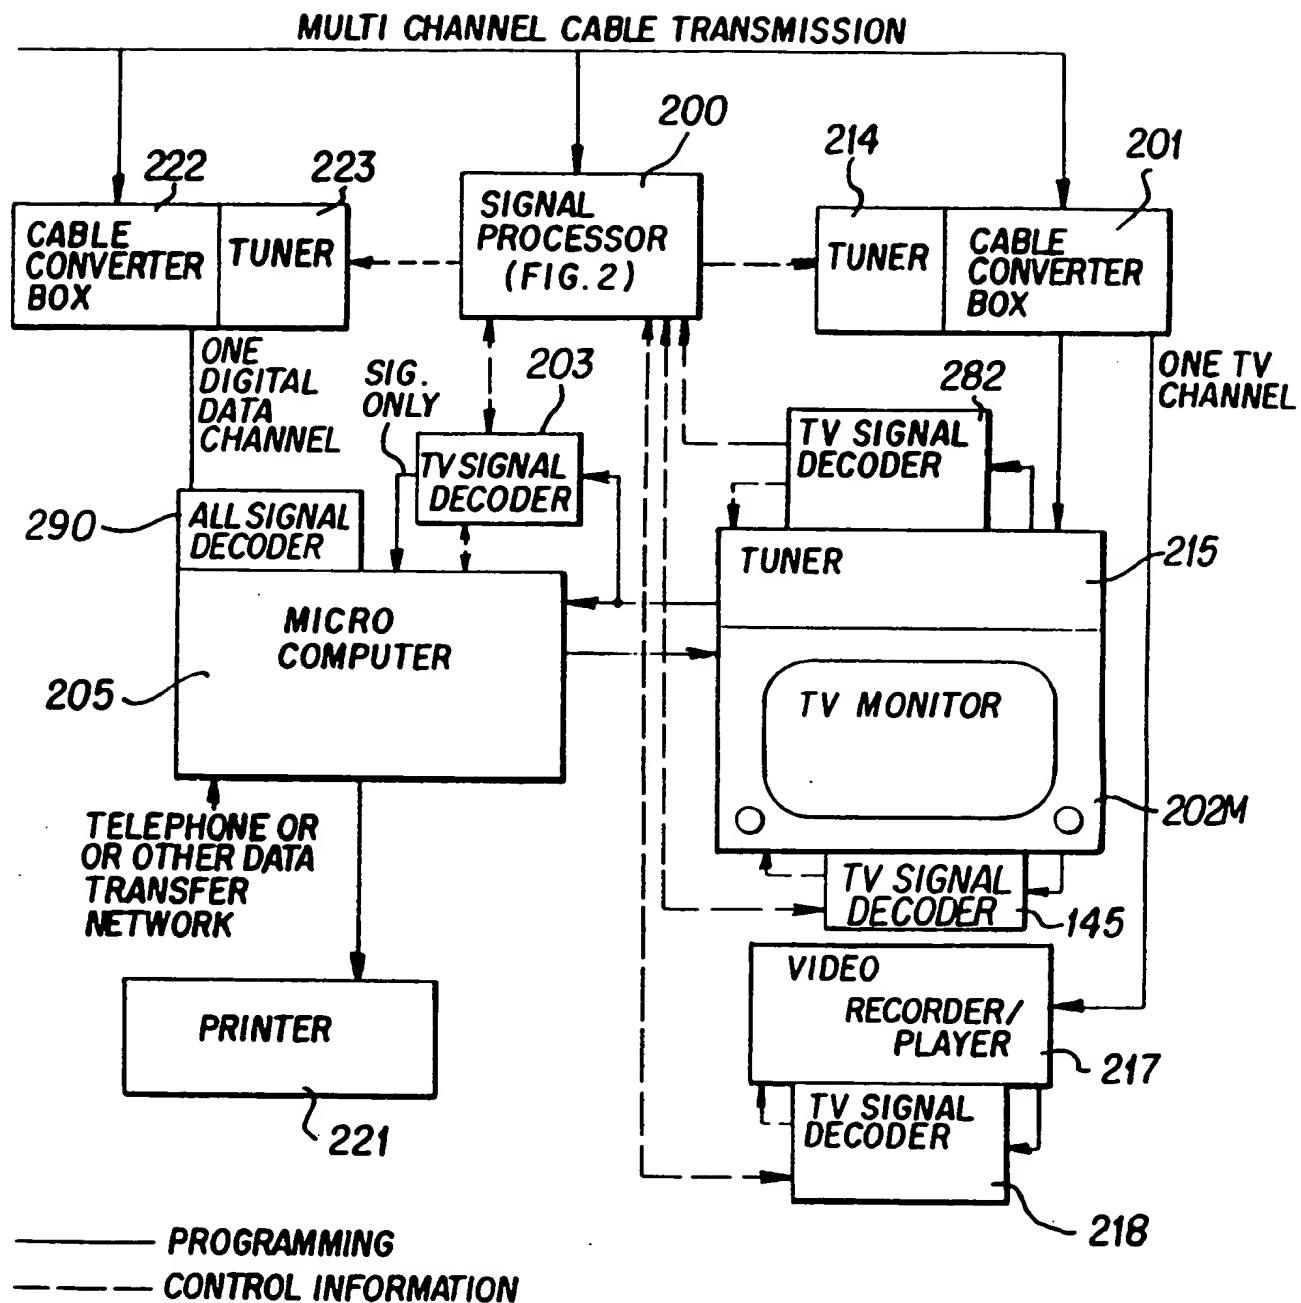 MULTI CHANNEL CABLE TRANSMISSION
200
214
201
222
223
CABLE
CONVERTER
BOX
TUNER
SIGNAL
PROCESSOR
(FIG. 2)
TUNER
CABLE
CONVERTER
BOX
ONE
DIGITAL
DATA
CHANNEL
SIG.
ONLY
203
282
ONE TV
CHANNEL
TV SIGNAL
DECODER
TV SIGNAL
DECODER
290
ALL SIGNAL
DECODER
TUNER
215
MICRO
COMPUTER
205
TV MONITOR
202M
TELEPHONE OR
OR OTHER DATA
TRANSFER
NETWORK
TV SIGNAL
DECODER
145
VIDEO
RECORDER/
PLAYER
217
PRINTER
221
TV SIGNAL
DECODER
218
PROGRAMMING
CONTROL INFORMATION